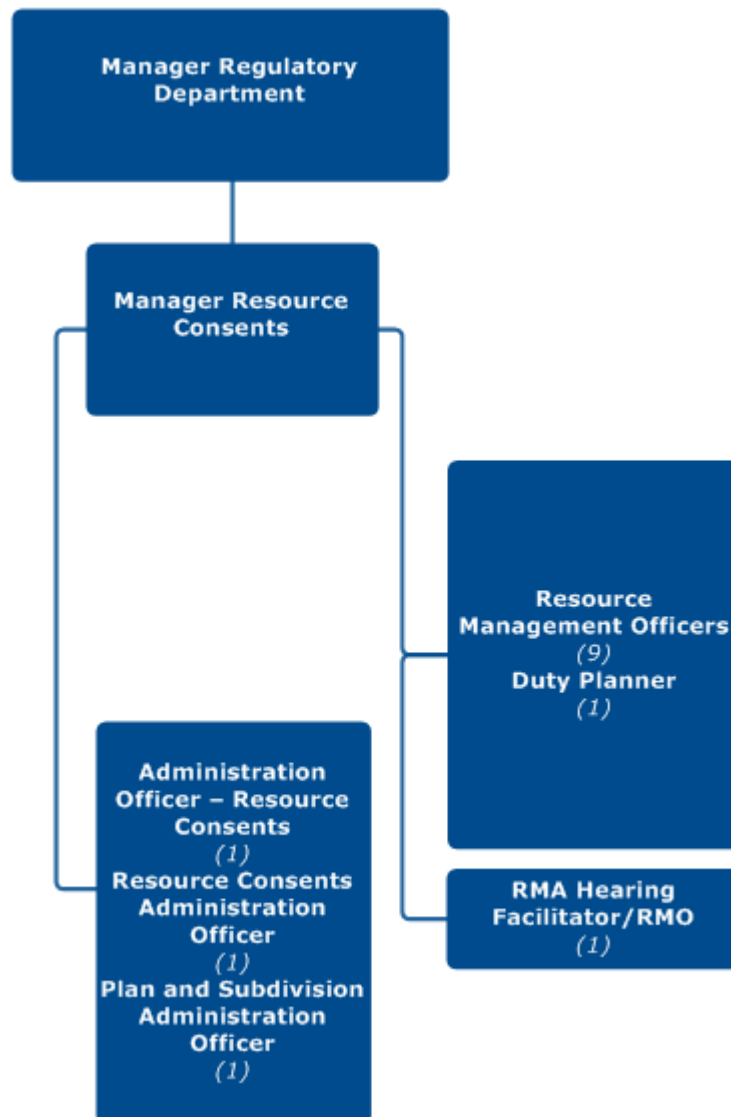 Manager Regulatory
Department
Manager Resource
Consents
Resource
Management Officers
(9)
Duty Planner
(1)
Administration
Officer – Resource
Consents
(1)
Resource Consents
Administration
Officer
(1)
Plan and Subdivision
Administration
Officer
(1)
RMA Hearing
Facilitator/RMO
(1)